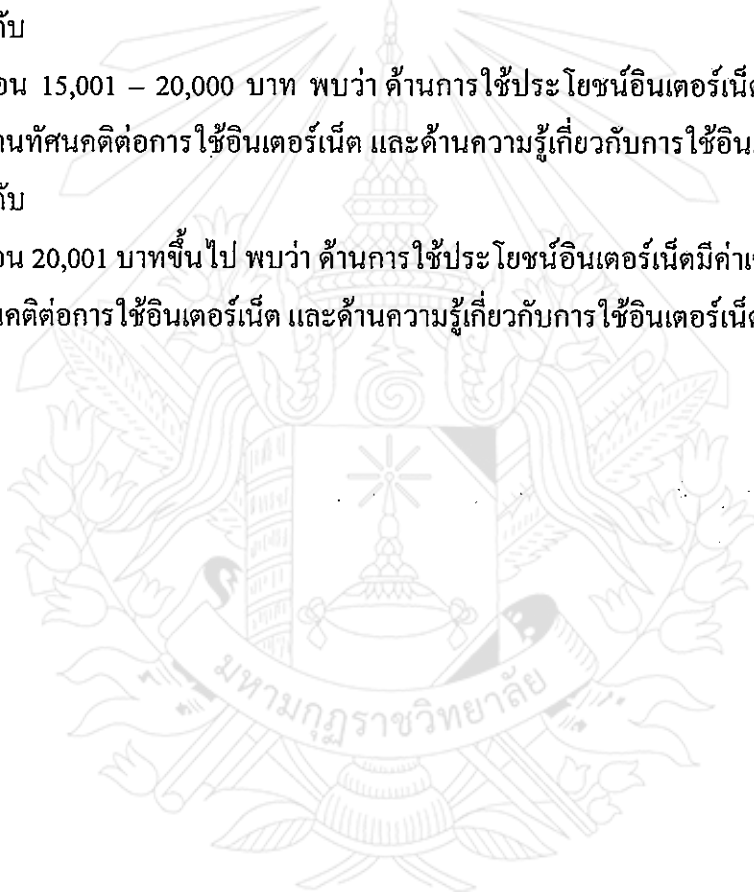 กับ
อน 15,001 – 20,000 บาท พบว่า ด้านการใช้ประโยชน์อินเตอร์เน็ต
านทัศนคติต่อการใช้อินเตอร์เน็ต และด้านความรู้เกี่ยวกับการใช้อิน
กับ
อน 20,001 บาทขึ้นไป พบว่า ด้านการใช้ประโยชน์อินเตอร์เน็ตมีค่า
นคติต่อการใช้อินเตอร์เน็ต และด้านความรู้เกี่ยวกับการใช้อินเตอร์เน็ต
มหามกุฏราชวิทยาลัย